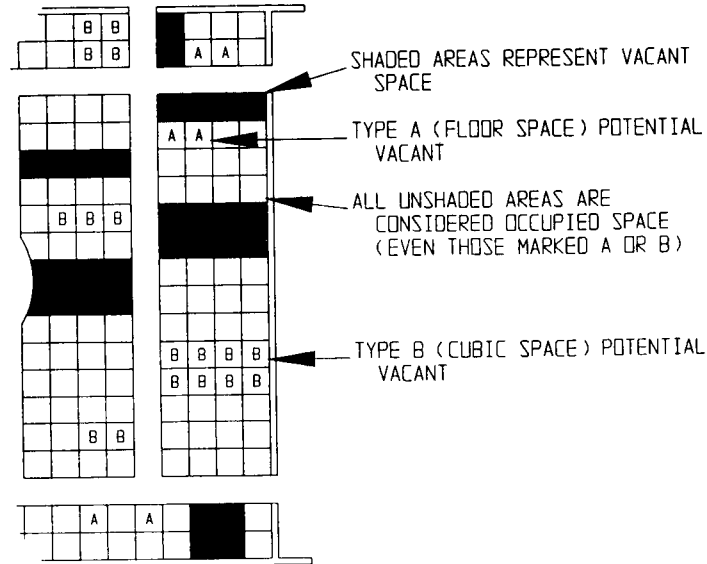 B B
B B
A A
SHADED AREAS REPRESENT VACANT
SPACE
A A
TYPE A (FLOOR SPACE) POTENTIAL
VACANT
ALL UNSHADED AREAS ARE
CONSIDERED OCCUPIED SPACE
(EVEN THOSE MARKED A OR B)
B B B
B B B B
TYPE B (CUBIC SPACE) POTENTIAL
VACANT
B B B B
B B
A A